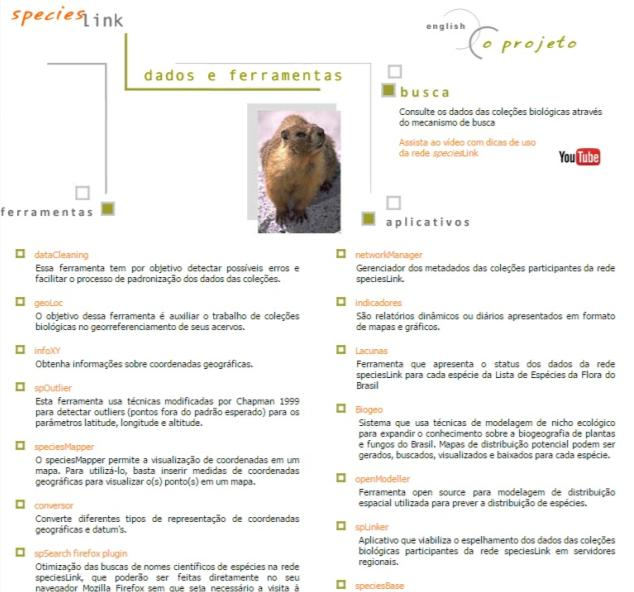 speciesLink
english
o projeto
dados e ferramentas
busca
Consulte os dados das coleções biológicas através
do mecanismo de busca
Assista ao vídeo com dicas de uso
da rede speciesLink
YouTube
ferramentas
dataCleaning
Essa ferramenta tem por objetivo detectar possíveis erros e
facilitar o processo de padronização dos dados das coleções.
geoLoc
O objetivo dessa ferramenta é auxiliar o trabalho de coleções
biológicas no georreferenciamento de seus acervos.
infoXY
Obtenha informações sobre coordenadas geográficas.
spOutlier
Esta ferramenta usa técnicas modificadas por Chapman 1999
para detectar outliers (pontos fora do padrão esperado) para os
parâmetros latitude, longitude e altitude.
speciesMapper
O speciesMapper permite a visualização de coordenadas em um
mapa. Para utilizá-lo, basta inserir medidas de coordenadas
geográficas para visualizar o(s) ponto(s) em um mapa.
conversor
Converte diferentes tipos de representação de coordenadas
geográficas e datum's.
spSearch firefox plugin
Otimização das buscas de nomes científicos de espécies na rede
speciesLink, que poderão ser feitas diretamente no seu
navegador Mozilla Firefox sem que seja necessário a visita à
aplicativos
networkManager
Gerenciador dos metadados das coleções participantes da rede
speciesLink.
indicadores
São relatórios dinâmicos ou diários apresentados em formato
de mapas e gráficos.
Lacunas
Ferramenta que apresenta o status dos dados da rede
speciesLink para cada espécie da Lista de Espécies da Flora do
Brasil
Biogeo
Sistema que usa técnicas de modelagem de nicho ecológico
para expandir o conhecimento sobre a biogeografia de plantas
e fungos do Brasil. Mapas de distribuição potencial podem ser
gerados, buscados, visualizados e baixados para cada espécie.
openModeller
Ferramenta open source para modelagem de distribuição
espacial utilizada para prever a distribuição de espécies.
spLinker
Aplicativo que viabiliza o espelhamento dos dados das coleções
biológicas participantes da rede speciesLink em servidores
regionais.
speciesBase